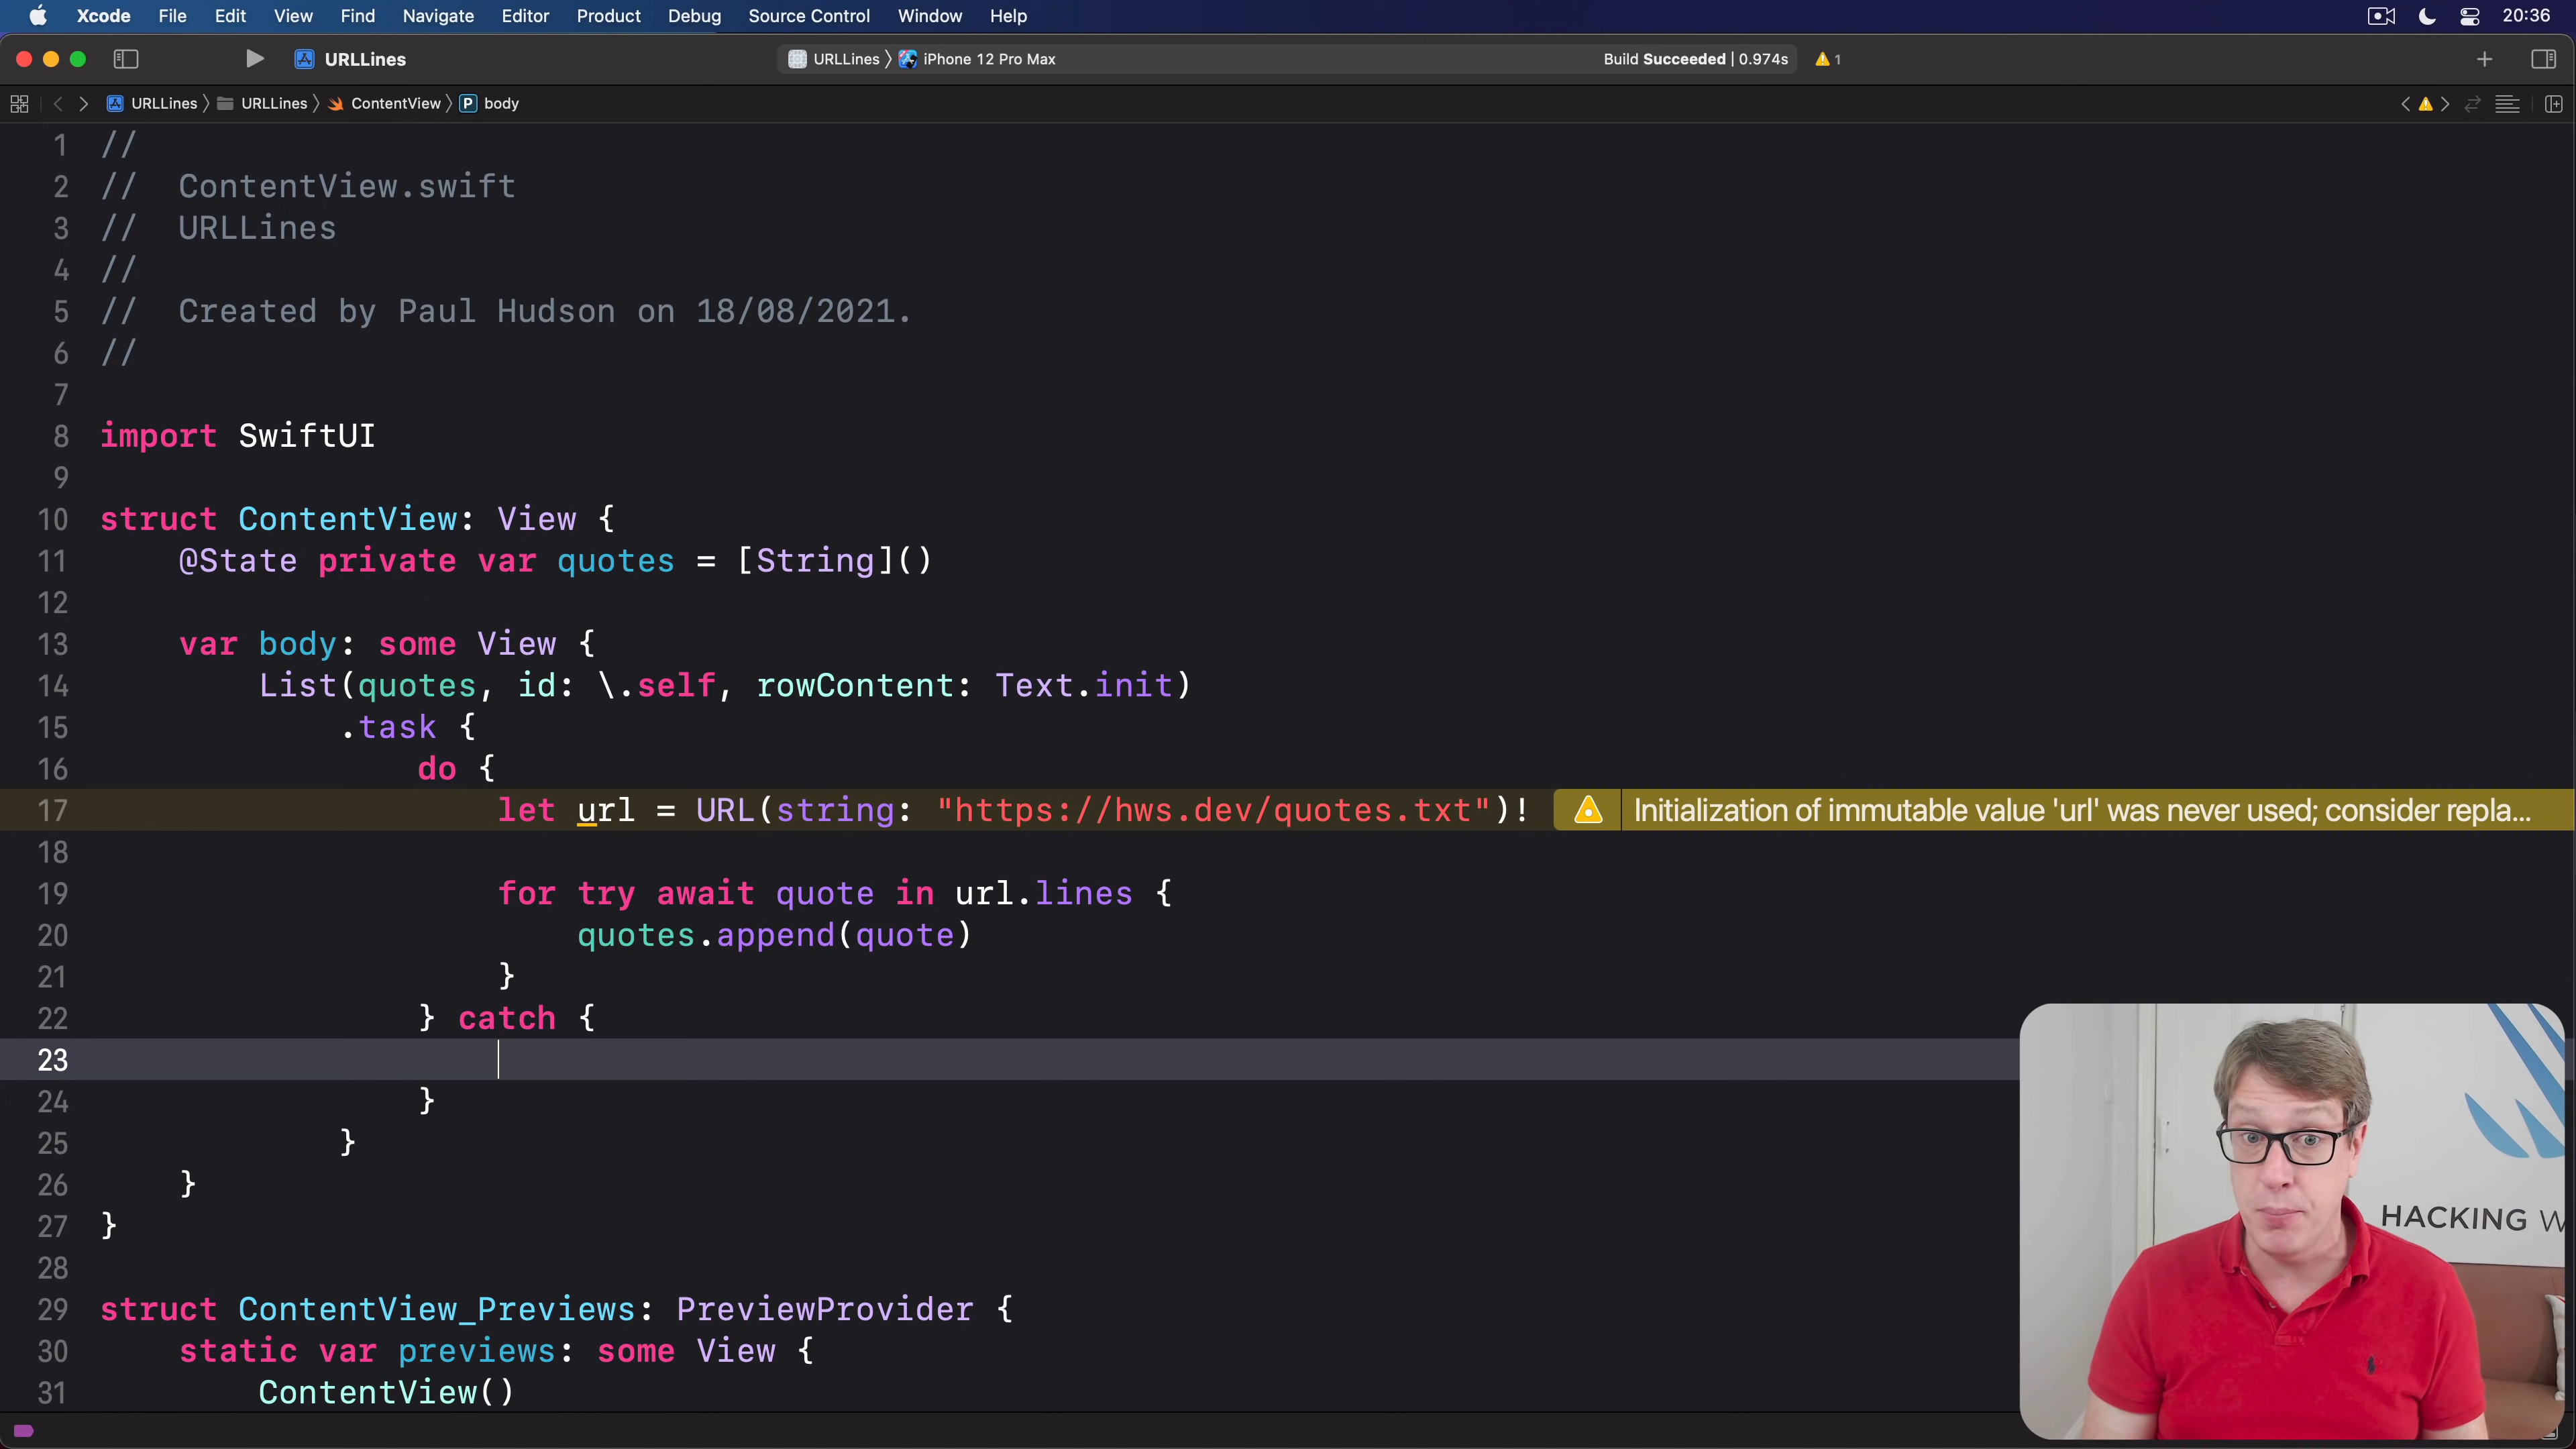 Xcode File Edit View Find Navigate Editor Product Debug Source Control Window Help 20:36
URLLines URLLines 〉 iPhone 12 Pro Max Build Succeeded | 0.974s 1
URLLines 〉 URLLines 〉 ContentView 〉 P body
1 //
2 //  ContentView.swift
3 //  URLLines
4 //
5 //  Created by Paul Hudson on 18/08/2021.
6 //
7
8 import SwiftUI
9
10 struct ContentView: View {
11     @State private var quotes = [String]()
12
13     var body: some View {
14         List(quotes, id: \.self, rowContent: Text.init)
15             .task {
16                 do {
17                     let url = URL(string: "https://hws.dev/quotes.txt")! Initialization of immutable value 'url' was never used; consider repla...
18
19                     for try await quote in url.lines {
20                         quotes.append(quote)
21                     }
22                 } catch {
23
24                 }
25             }
26     }
27 }
28
29 struct ContentView_Previews: PreviewProvider {
30     static var previews: some View {
31         ContentView()
HACKING W